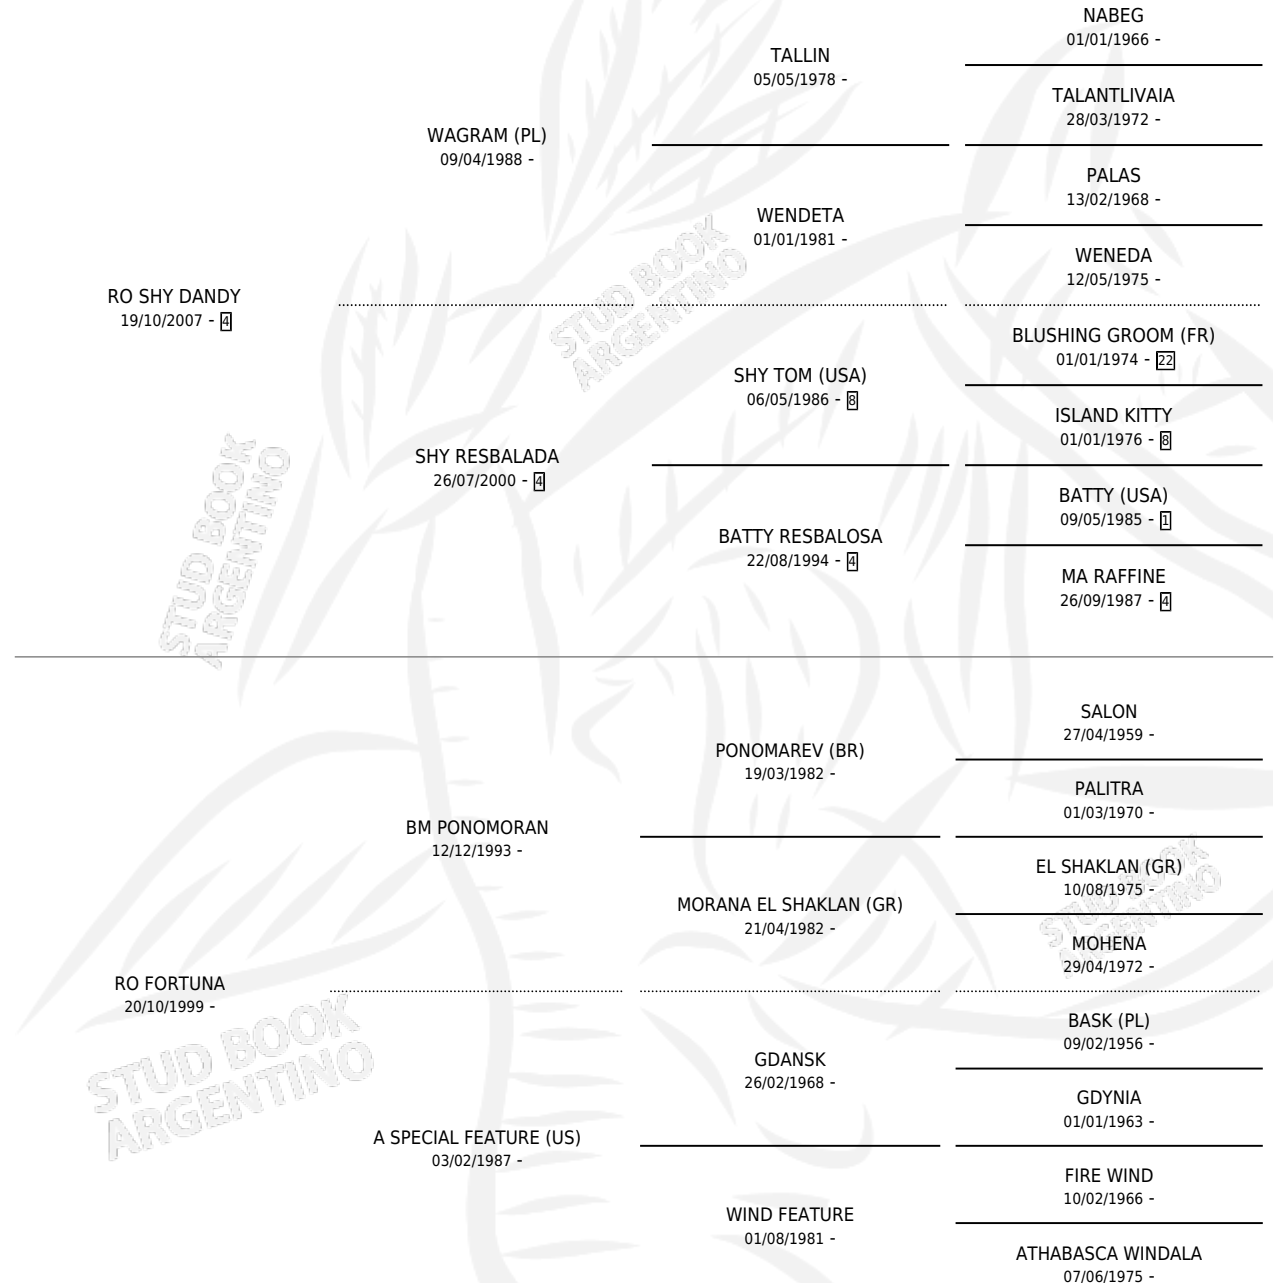 NABEG
01/01/1966 -
TALLIN
05/05/1978 -
TALANTLIVAIA
28/03/1972 -
WAGRAM (PL)
09/04/1988 -
PALAS
13/02/1968 -
WENDETA
01/01/1981 -
WENEDA
12/05/1975 -
RO SHY DANDY
19/10/2007 - 4
BLUSHING GROOM (FR)
01/01/1974 - 22
SHY TOM (USA)
06/05/1986 - 8
ISLAND KITTY
01/01/1976 - 8
SHY RESBALADA
26/07/2000 - 4
BATTY (USA)
09/05/1985 - 1
BATTY RESBALOSA
22/08/1994 - 4
MA RAFFINE
26/09/1987 - 4
STUD BOOK
ARGENTINO
STUD BOOK
ARGENTINO
SALON
27/04/1959 -
PONOMAREV (BR)
19/03/1982 -
PALITRA
01/03/1970 -
BM PONOMORAN
12/12/1993 -
EL SHAKLAN (GR)
10/08/1975 -
MORANA EL SHAKLAN (GR)
21/04/1982 -
MOHENA
29/04/1972 -
STUD BOOK
ARGENTINO
RO FORTUNA
20/10/1999 -
BASK (PL)
09/02/1956 -
GDANSK
26/02/1968 -
GDYNIA
01/01/1963 -
STUD BOOK
ARGENTINO
A SPECIAL FEATURE (US)
03/02/1987 -
FIRE WIND
10/02/1966 -
WIND FEATURE
01/08/1981 -
ATHABASCA WINDALA
07/06/1975 -